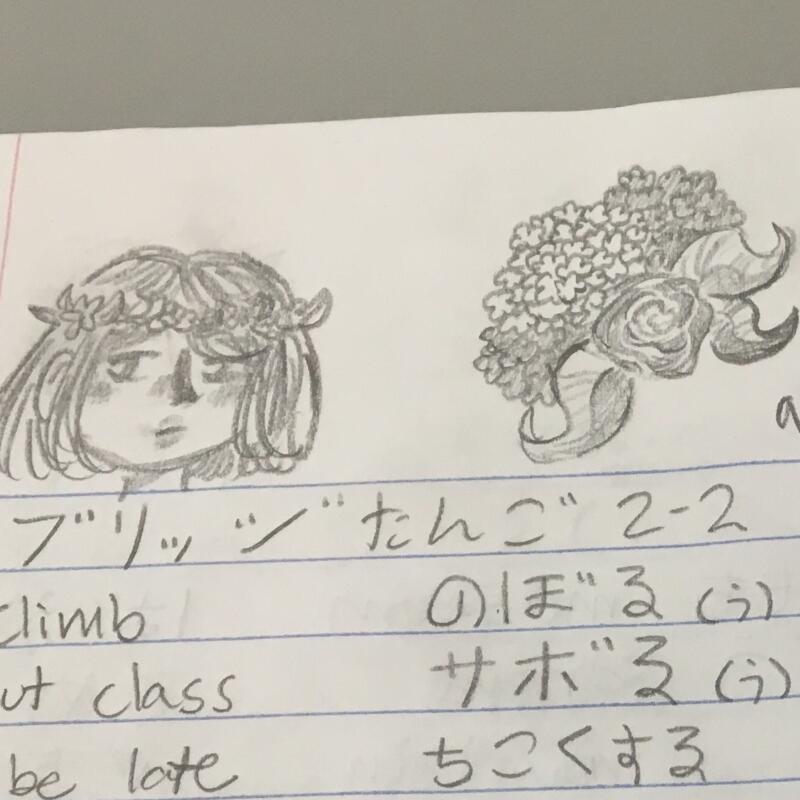 ブリッジたんご 2-2
climb のぼる (う)
ut class サボる (う)
be late ちこくする